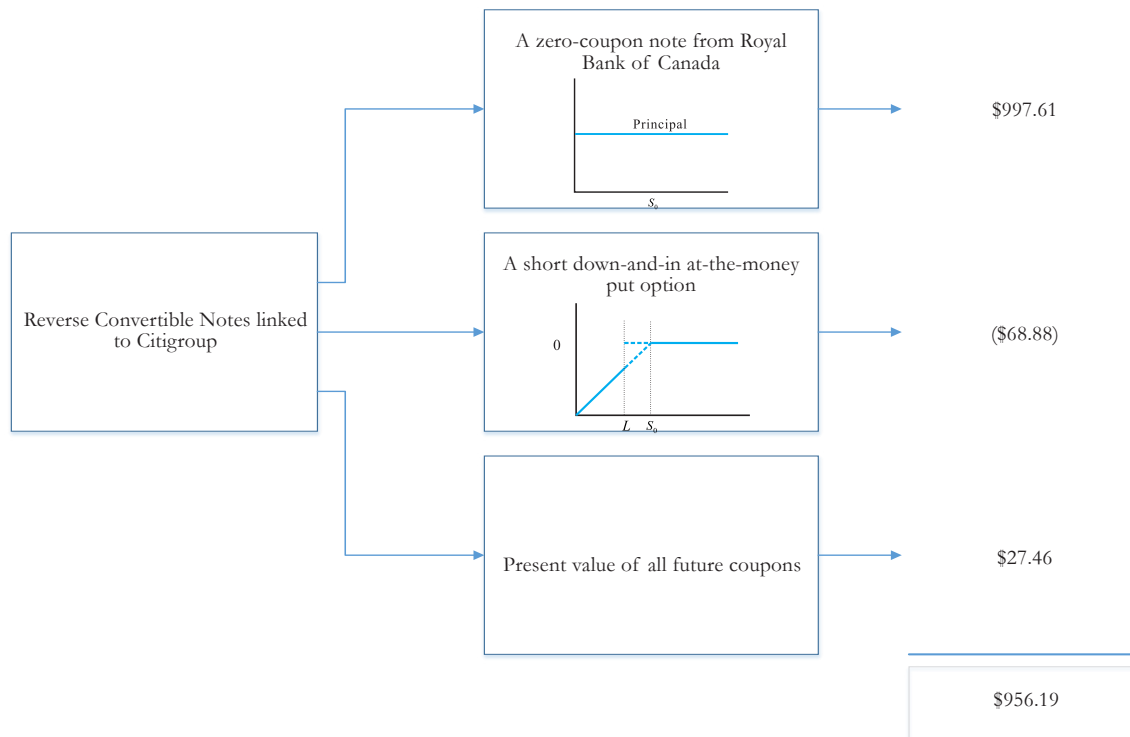 A zero-coupon note from Royal
Bank of Canada
Principal
S₀
$997.61
Reverse Convertible Notes linked
to Citigroup
A short down-and-in at-the-money
put option
0
L S₀
($68.88)
Present value of all future coupons
$27.46
$956.19